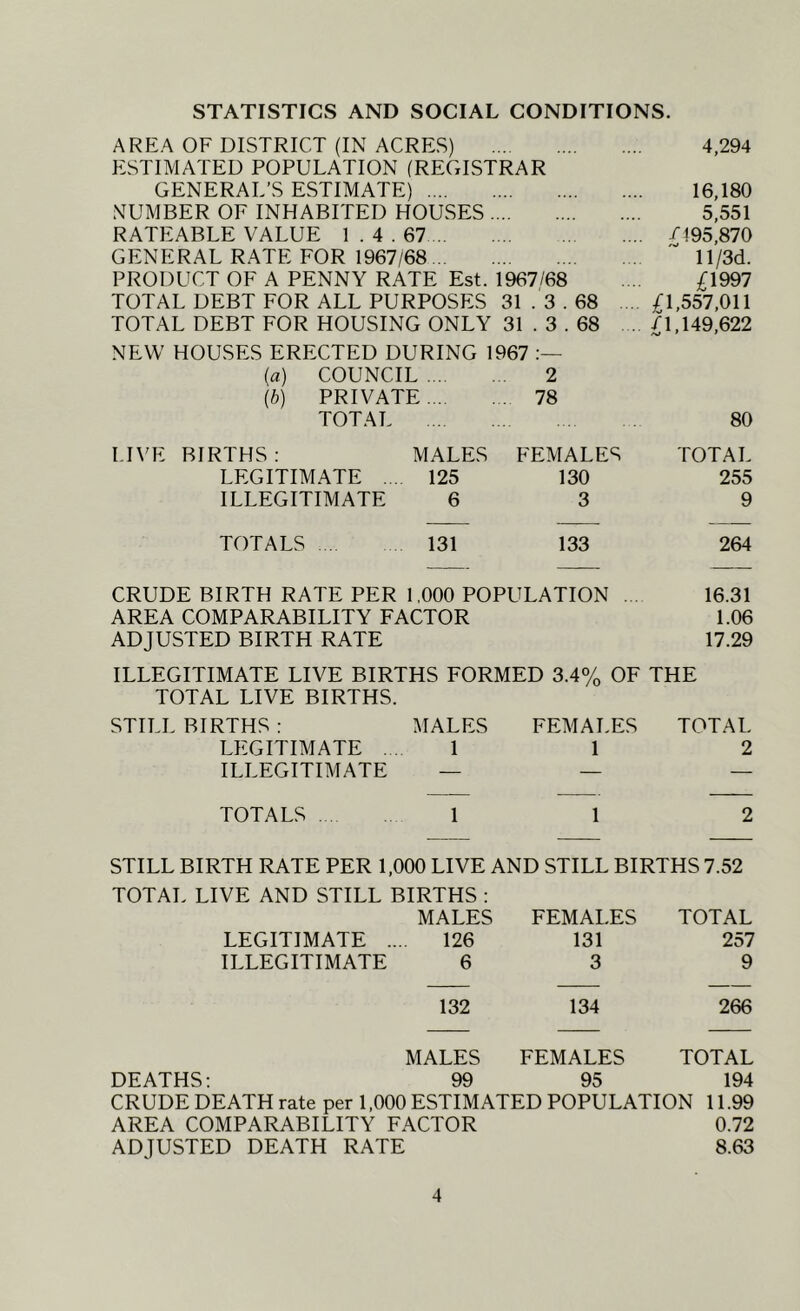 STATISTICS AND SOCIAL CONDITIONS.
AREA OF DISTRICT (IN ACRES) .... .... .... 4,294
ESTIMATED POPULATION (REGISTRAR
GENERAL'S ESTIMATE) .... .... .... .... 16,180
NUMBER OF INHABITED HOUSES .... .... .... 5,551
RATEABLE VALUE 1 . 4 . 67 .... .... .... .... £495,870
GENERAL RATE FOR 1967/68 .... .... .... .... 11/3d.
PRODUCT OF A PENNY RATE Est. 1967/68 .... £1997
TOTAL DEBT FOR ALL PURPOSES 31 . 3 . 68 .... £1,557,011
TOTAL DEBT FOR HOUSING ONLY 31 . 3 . 68 .... £1,149,622
NEW HOUSES ERECTED DURING 1967 :—
(a) COUNCIL .... .... 2
(b) PRIVATE .... .... 78
TOTAL .... .... .... .... 80
LIVE BIRTHS : MALES FEMALES TOTAL
LEGITIMATE .... 125 130 255
ILLEGITIMATE 6 3 9
TOTALS .... .... 131 133 264
CRUDE BIRTH RATE PER 1,000 POPULATION .... 16.31
AREA COMPARABILITY FACTOR 1.06
ADJUSTED BIRTH RATE 17.29
ILLEGITIMATE LIVE BIRTHS FORMED 3.4% OF THE
TOTAL LIVE BIRTHS.
STILL BIRTHS : MALES FEMALES TOTAL
LEGITIMATE .... 1 1 2
ILLEGITIMATE — — —
TOTALS .... .... 1 1 2
STILL BIRTH RATE PER 1,000 LIVE AND STILL BIRTHS 7.52
TOTAL LIVE AND STILL BIRTHS :
MALES FEMALES TOTAL
LEGITIMATE .... 126 131 257
ILLEGITIMATE 6 3 9
132 134 266
MALES FEMALES TOTAL
DEATHS: 99 95 194
CRUDE DEATH rate per 1,000 ESTIMATED POPULATION 11.99
AREA COMPARABILITY FACTOR 0.72
ADJUSTED DEATH RATE 8.63
4